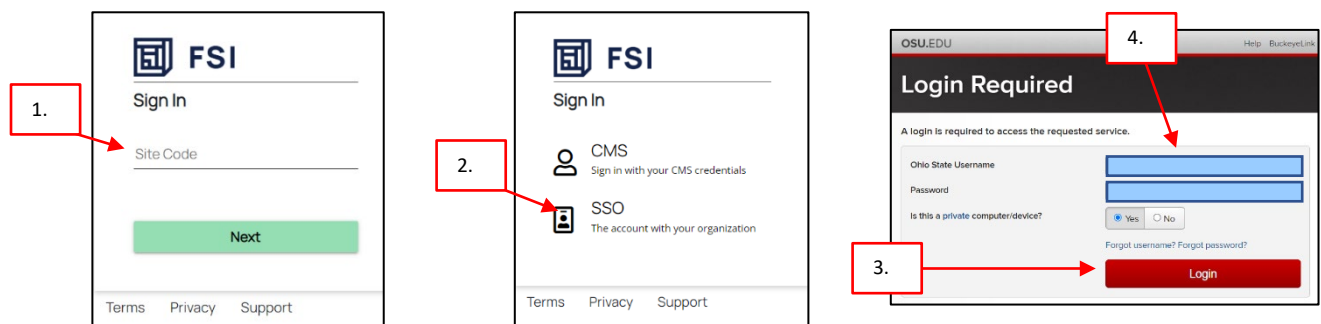 1.
FSI
Sign In
Site Code
Next
Terms Privacy Support
2.
FSI
Sign In
CMS
Sign in with your CMS credentials
SSO
The account with your organization
Terms Privacy Support
4.
OSU.EDU Help BuckeyeLink
Login Required
A login is required to access the requested service.
Ohio State Username
Password
Is this a private computer/device? Yes No
Forgot username? Forgot password?
3.
Login